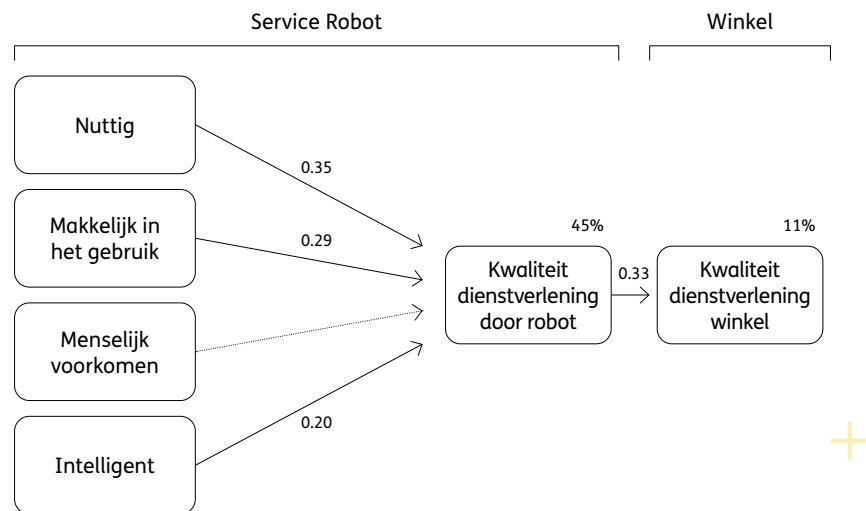 Service Robot
Winkel
Nuttig
0.35
Makkelijk in
het gebruik
0.29
Menselijk
voorkomen
Intelligent
0.20
45%
Kwaliteit
dienstverlening
door robot
0.33
11%
Kwaliteit
dienstverlening
winkel